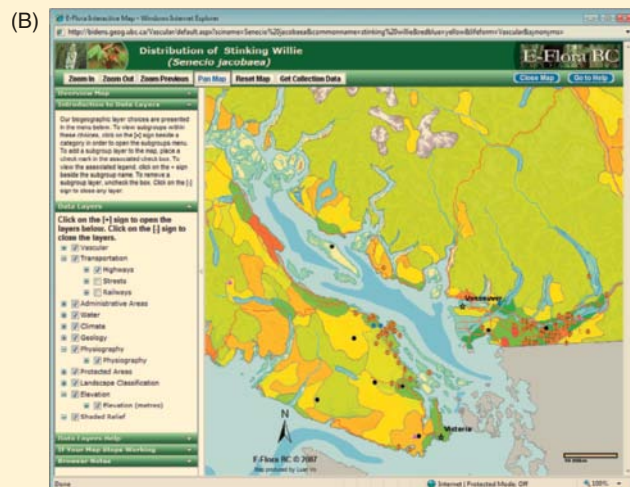 (B)
E-Flora Interactive Map - Windows Internet Explorer
http://bidens.geog.ubc.ca/Vascular/default.aspx?sciname=Senecio%20jacobaea&commonname=stinking%20willie&redblue=yellow&lifeform=Vascular&synonyms=
Distribution of Stinking Willie
(Senecio jacobaea)
E-Flora BC
Zoom In Zoom Out Zoom Previous Pan Map Reset Map Get Collection Data Close Map Go to Help
Overview Map
Introduction to Data Layers
Our biogeographic layer choices are presented
in the menu below. To view subgroups within
these choices, click on the [+] sign beside a
category in order to open the subgroups menu.
To add a subgroup layer to the map, place a
check mark in the associated check box. To
view the associated legend, click on the + sign
beside the subgroup name. To remove a
subgroup layer, uncheck the box. Click on the [-]
sign to close any layer.
Data Layers
Click on the [+] sign to open the
layers below. Click on the [-] sign to
close the layers.
Vascular
Transportation
Highways
Streets
Railways
Administrative Areas
Water
Climate
Geology
Physiography
Physiography
Protected Areas
Landscape Classification
Elevation
Elevation (metres)
Shaded Relief
Data Layers Help
If Your Map Stops Working
Browser Notes
Vancouver
Victoria
N
E-Flora BC © 2007
Done
Internet | Protected Mode: Off
100%